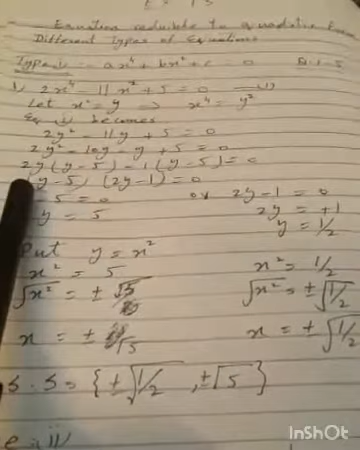 Equation reducible to quadratic form
Different Types of Equations
Type i:- ax⁴ + bx² + c = 0
1) 2x⁴ - 11x² + 5 = 0 —(1)
Let x² = y ⇒ x⁴ = y²
Eq (i) becomes
2y² - 11y + 5 = 0
2y² - 10y - y + 5 = 0
2y(y-5) -1(y-5) = 0
(y-5) (2y-1) = 0
- 5 = 0 or 2y - 1 = 0
y = 5 2y = +1
y = 1/2
Put y = x²
x² = 5 x² = 1/2
√x² = ± √5 √x² = ± √1/2
x = ± √5 x = ± √1/2
S.S = {±√1/2 , ±√5}
InShOt